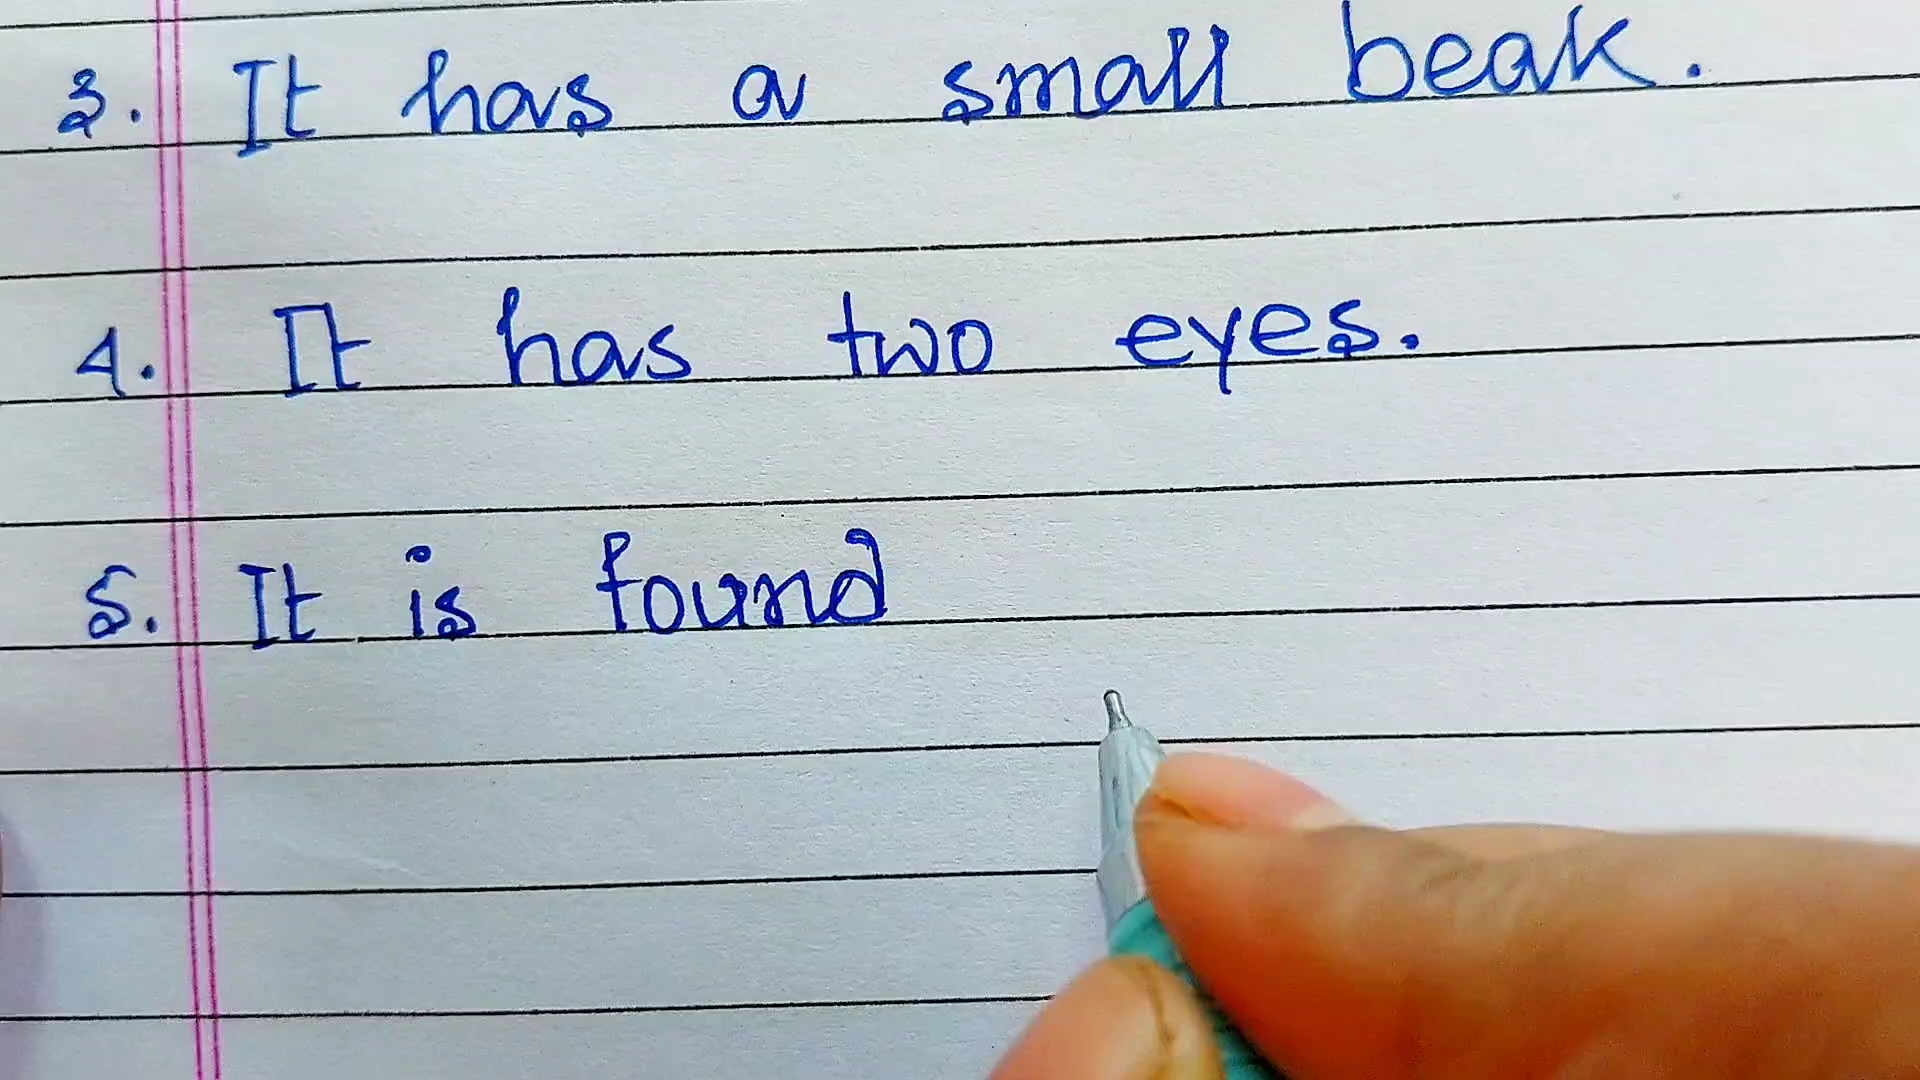 3. It has a small beak.
4. It has two eyes.
5. It is found